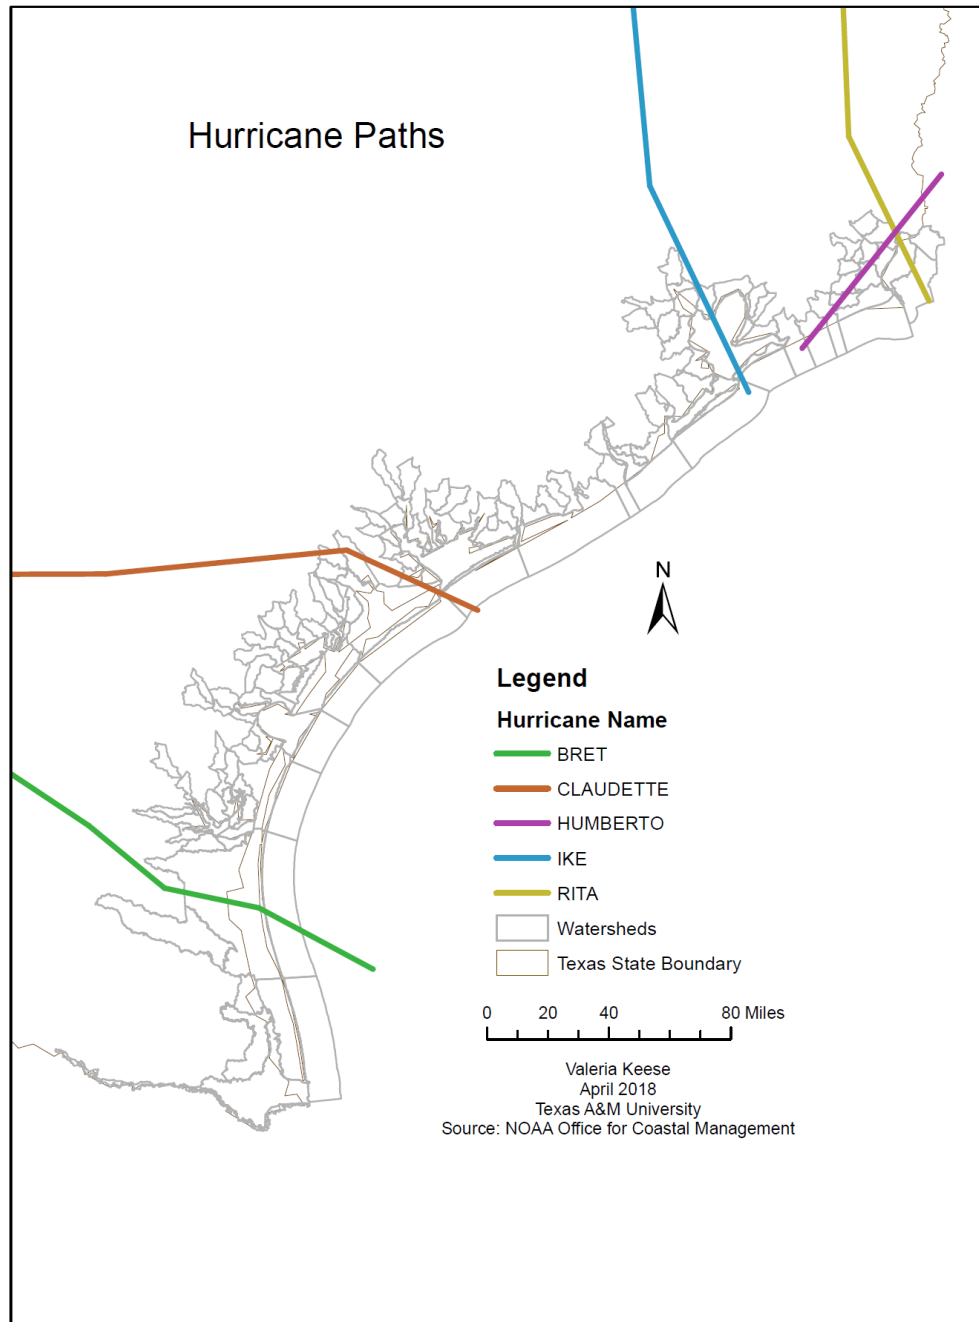 Hurricane Paths
N
Legend
Hurricane Name
BRET
CLAUDETTE
HUMBERTO
IKE
RITA
Watersheds
Texas State Boundary
0 20 40 80 Miles
Valeria Keese
April 2018
Texas A&M University
Source: NOAA Office for Coastal Management